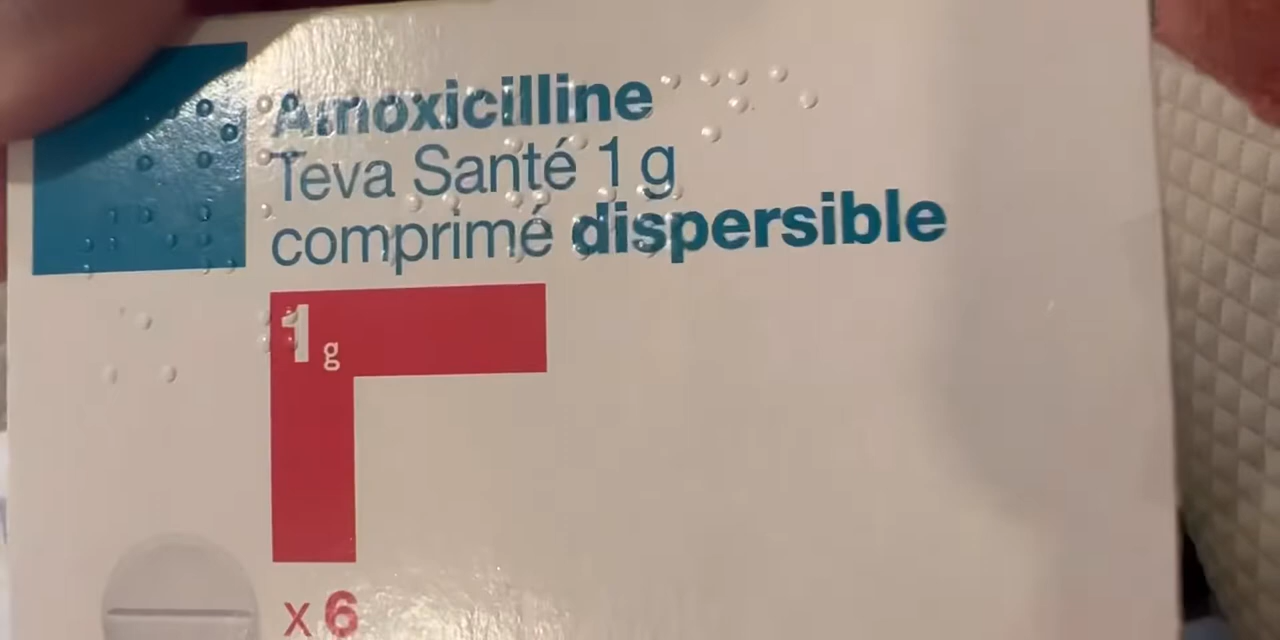 Amoxicilline
Teva Santé 1 g
comprimé dispersible
1 g
x 6